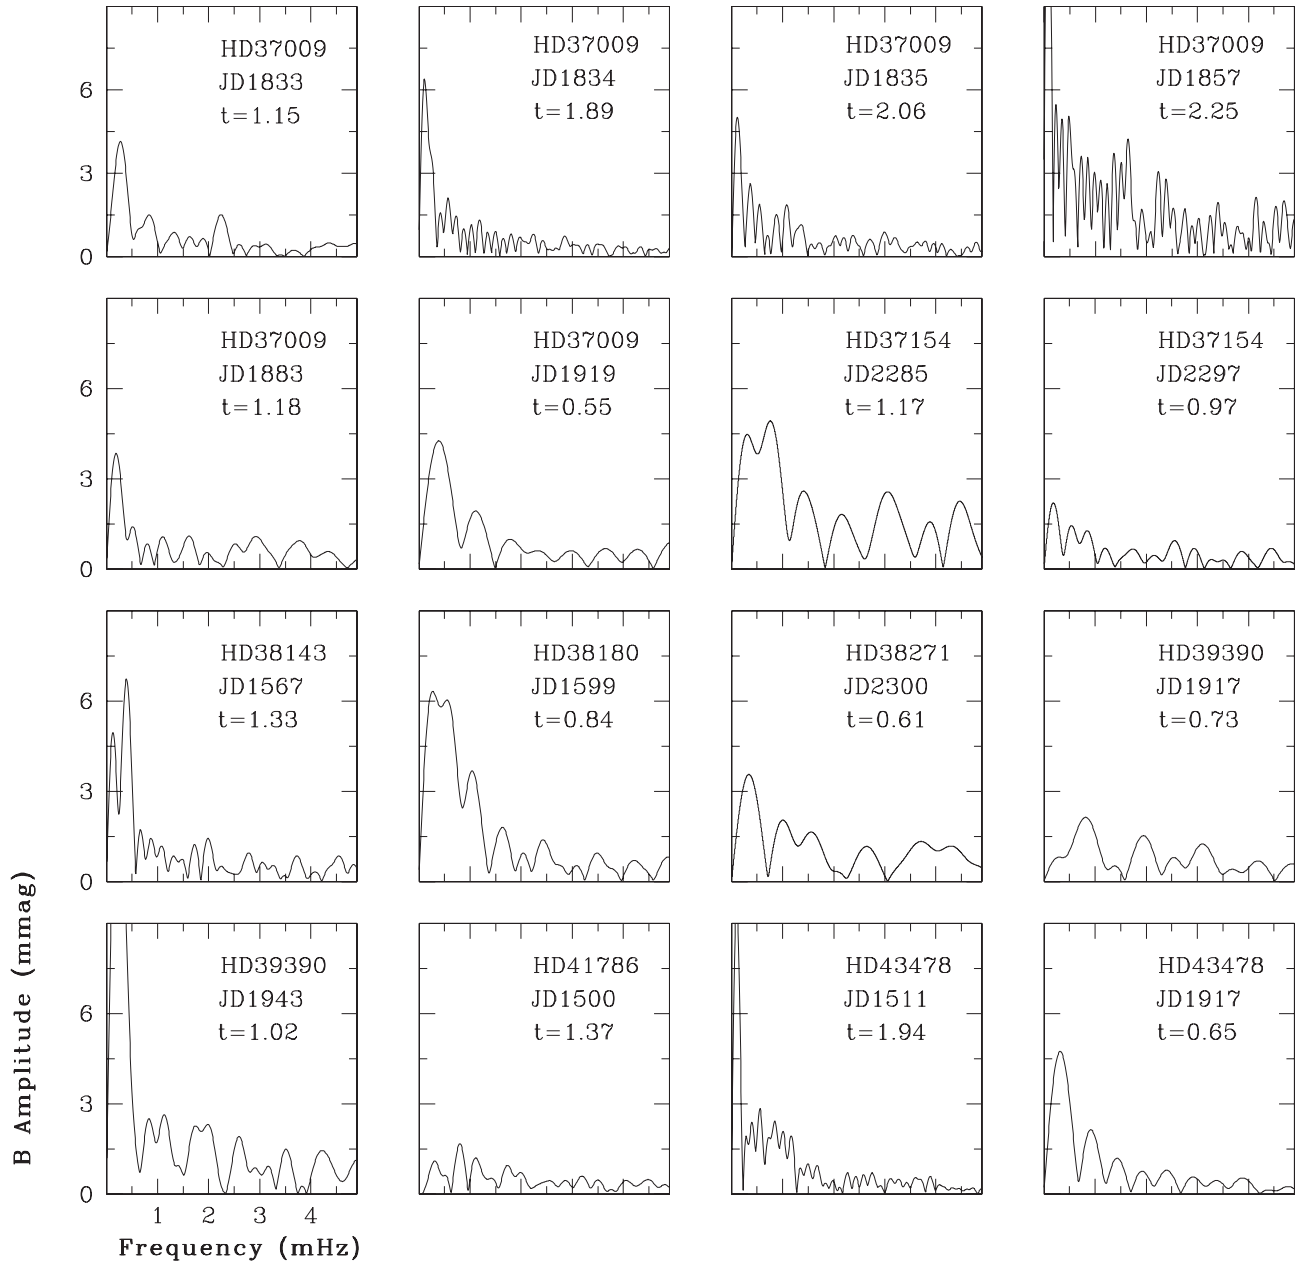 HD37009
JD1833
t=1.15
HD37009
JD1834
t=1.89
HD37009
JD1835
t=2.06
HD37009
JD1857
t=2.25
6
3
0
HD37009
JD1883
t=1.18
HD37009
JD1919
t=0.55
HD37154
JD2285
t=1.17
HD37154
JD2297
t=0.97
6
3
0
HD38143
JD1567
t=1.33
HD38180
JD1599
t=0.84
HD38271
JD2300
t=0.61
HD39390
JD1917
t=0.73
6
3
0
HD39390
JD1943
t=1.02
HD41786
JD1500
t=1.37
HD43478
JD1511
t=1.94
HD43478
JD1917
t=0.65
6
3
0
1 2 3 4
Frequency (mHz)
B Amplitude (mmag)